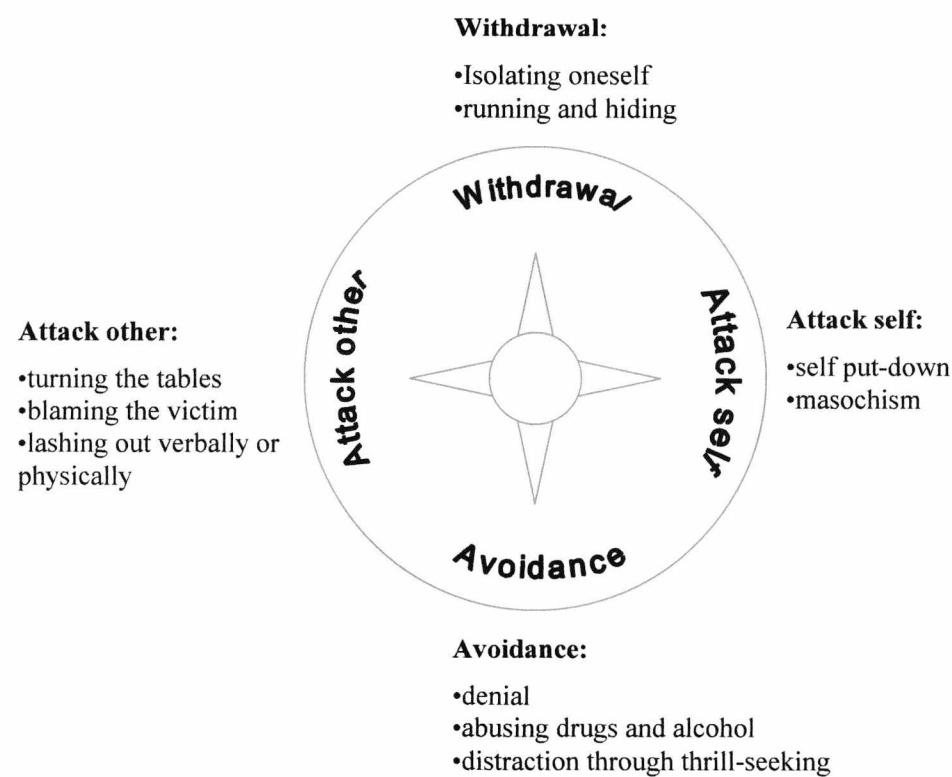 Withdrawal:
•Isolating oneself
•running and hiding
Withdrawal
Attack other
Attack self
Attack other:
•turning the tables
•blaming the victim
•lashing out verbally or
physically
Attack self:
•self put-down
•masochism
Avoidance
Avoidance:
•denial
•abusing drugs and alcohol
•distraction through thrill-seeking